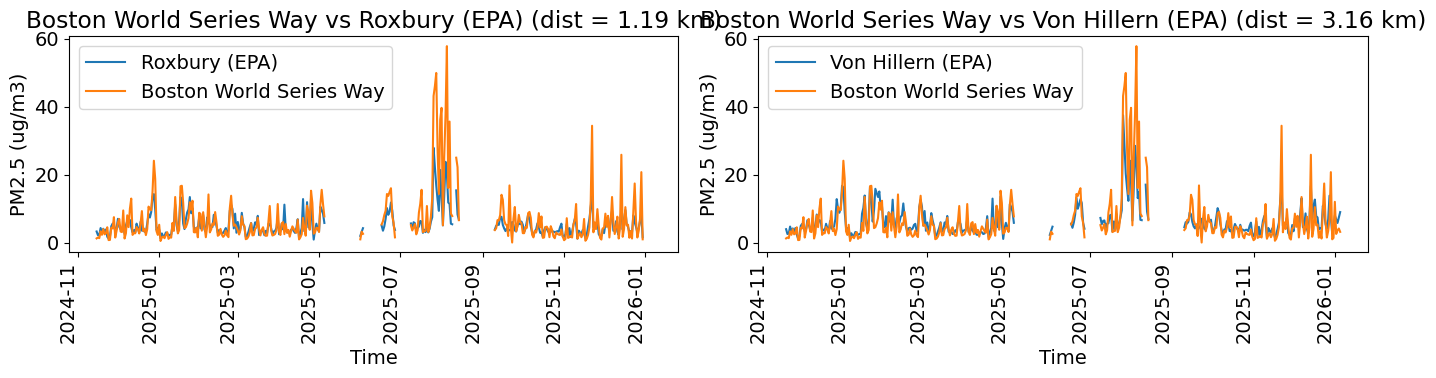 Boston World Series Way vs Roxbury (EPA) (dist = 1.19 km)
PM2.5 (ug/m3)
60
40
20
0
Roxbury (EPA)
Boston World Series Way
2024-11
2025-01
2025-03
2025-05
2025-07
2025-09
2025-11
2026-01
Time
Boston World Series Way vs Von Hillern (EPA) (dist = 3.16 km)
PM2.5 (ug/m3)
60
40
20
0
Von Hillern (EPA)
Boston World Series Way
2024-11
2025-01
2025-03
2025-05
2025-07
2025-09
2025-11
2026-01
Time